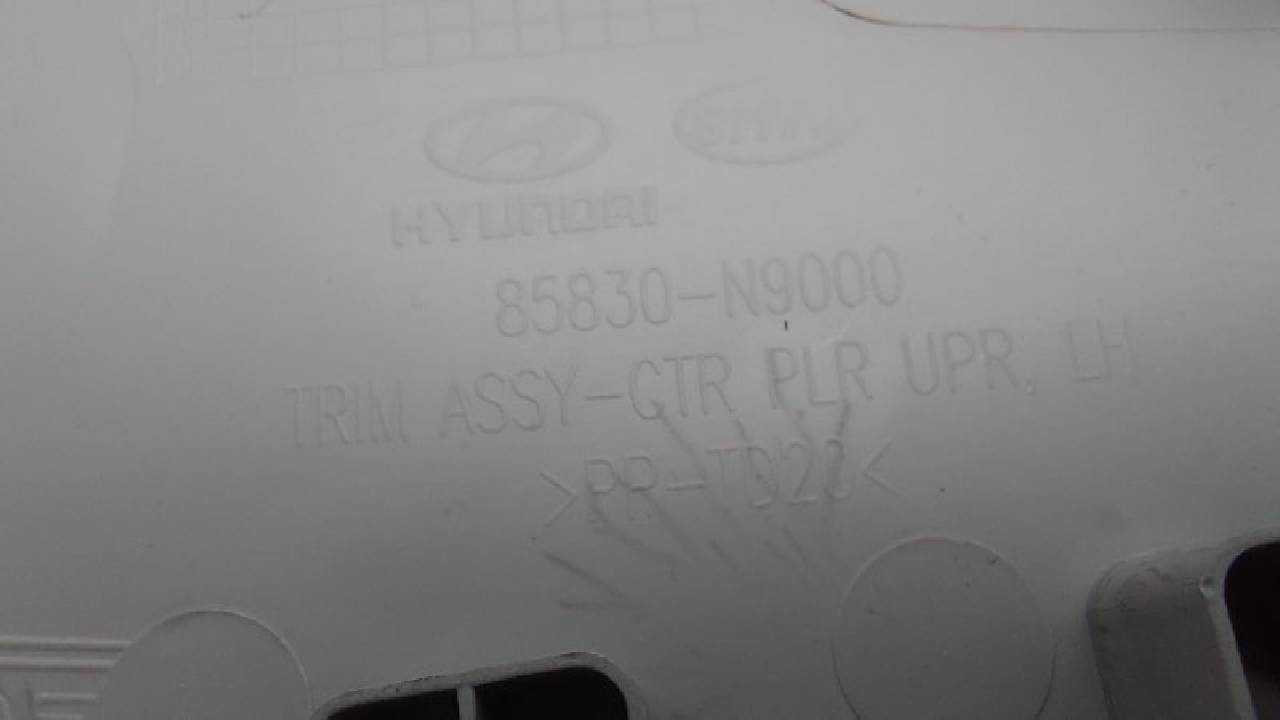 HYUNDAI
85830-N9000
TRIM ASSY-CTR PLR UPR, LH
>PP-TD20<